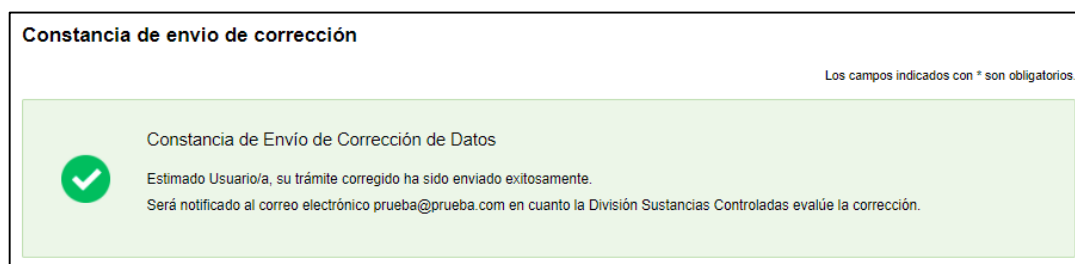 Constancia de envio de corrección
Los campos indicados con * son obligatorios.
Constancia de Envío de Corrección de Datos
Estimado Usuario/a, su trámite corregido ha sido enviado exitosamente.
Será notificado al correo electrónico prueba@prueba.com en cuanto la División Sustancias Controladas evalúe la corrección.